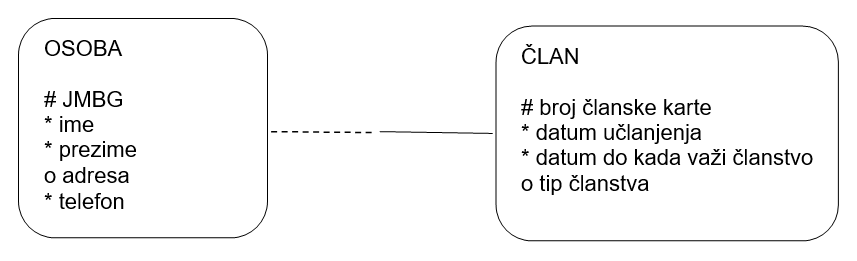 OSOBA
# JMBG
* ime
* prezime
o adresa
* telefon
ČLAN
# broj članske karte
* datum učlanjenja
* datum do kada važi članstvo
o tip članstva